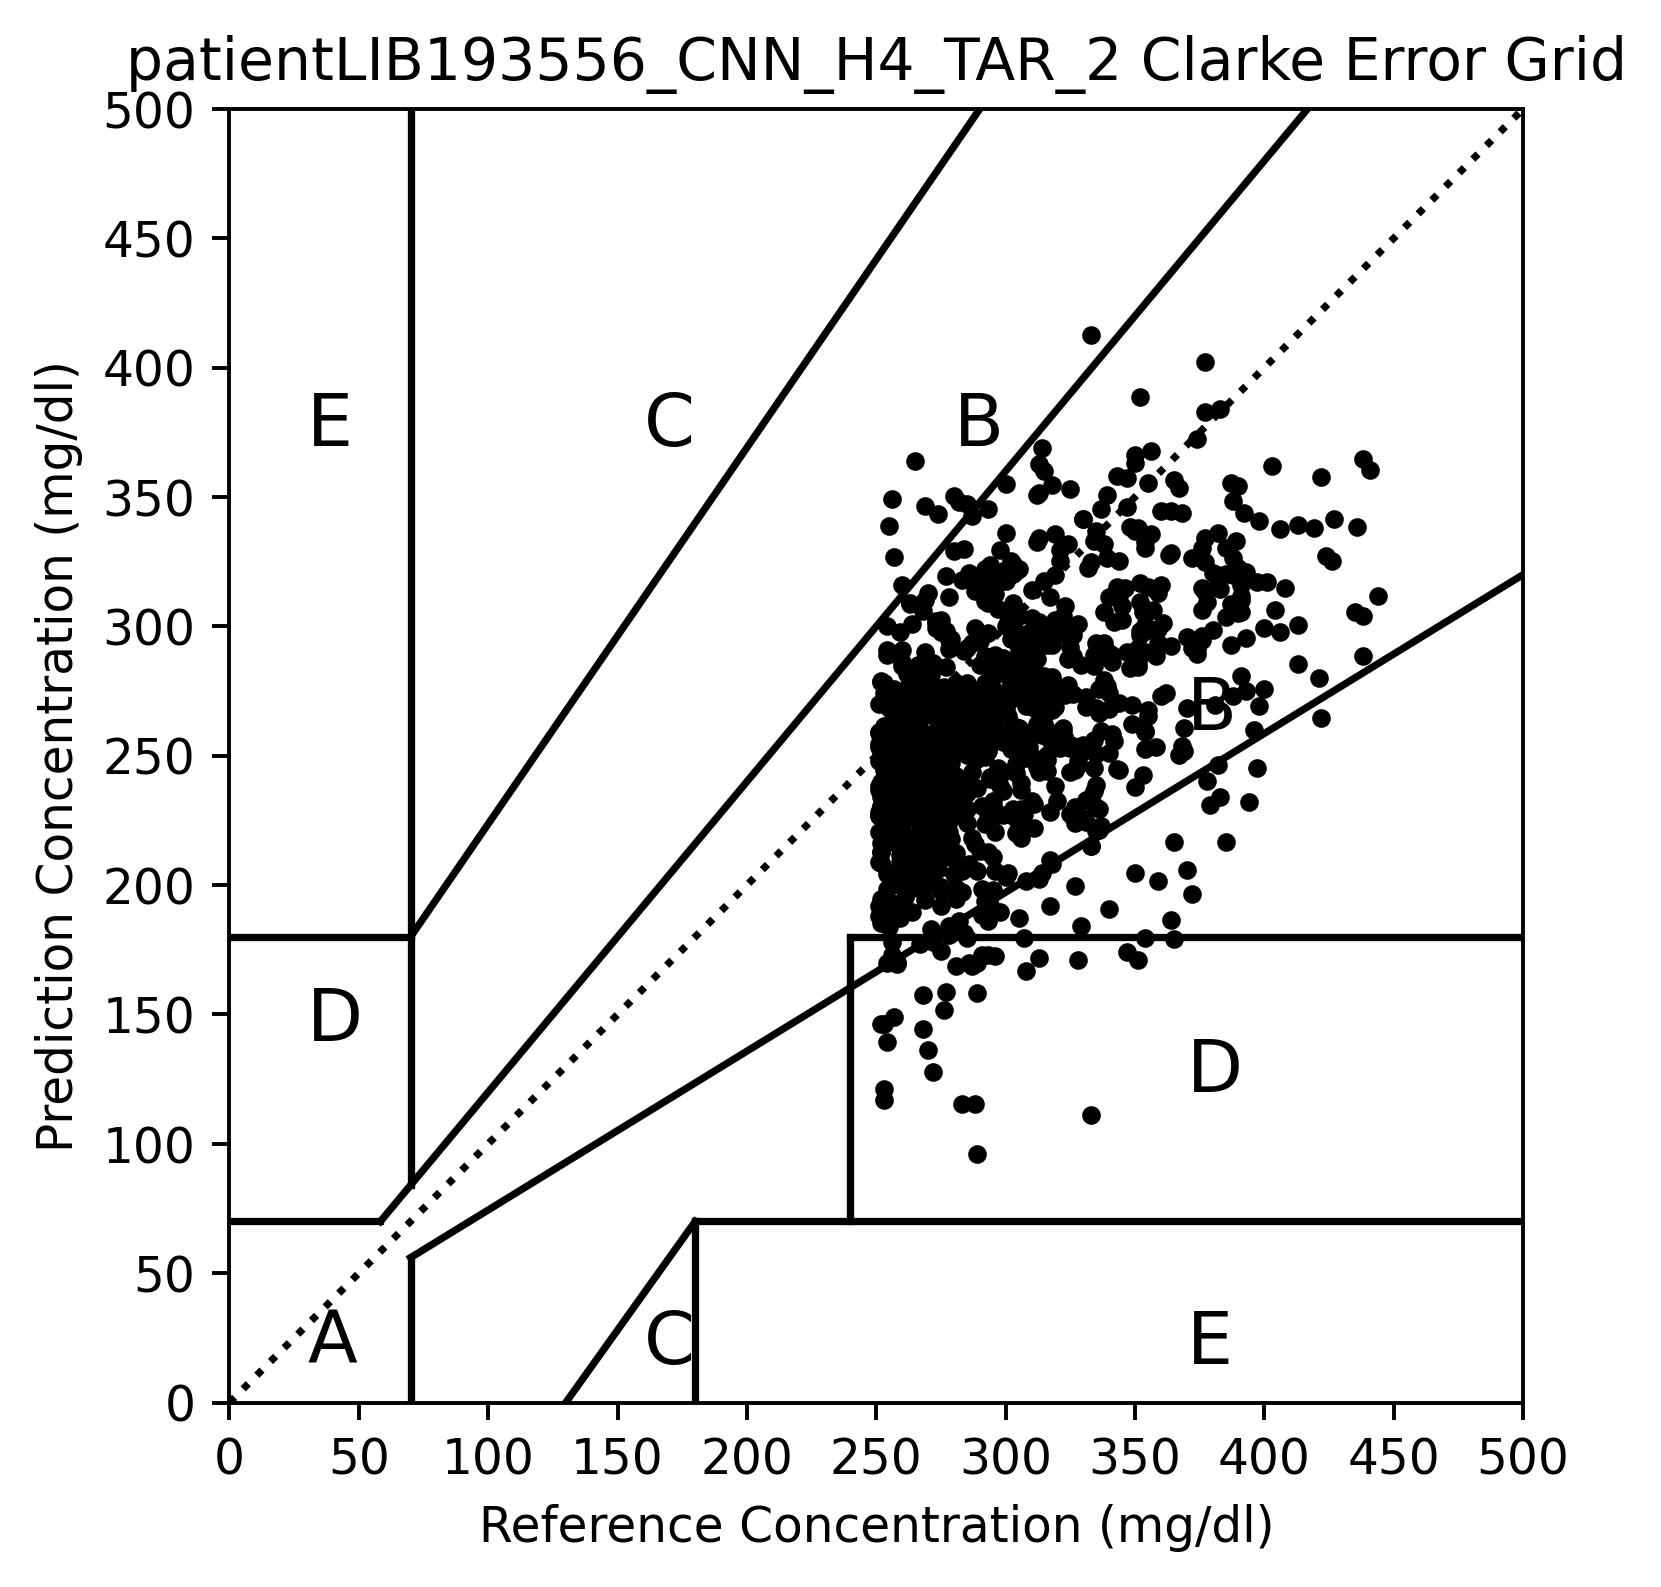 patientLIB193556_CNN_H4_TAR_2 Clarke Error Grid
Prediction Concentration (mg/dl)
500
450
400
350
300
250
200
150
100
50
0
E
C
B
B
D
D
A
C
E
0 50 100 150 200 250 300 350 400 450 500
Reference Concentration (mg/dl)